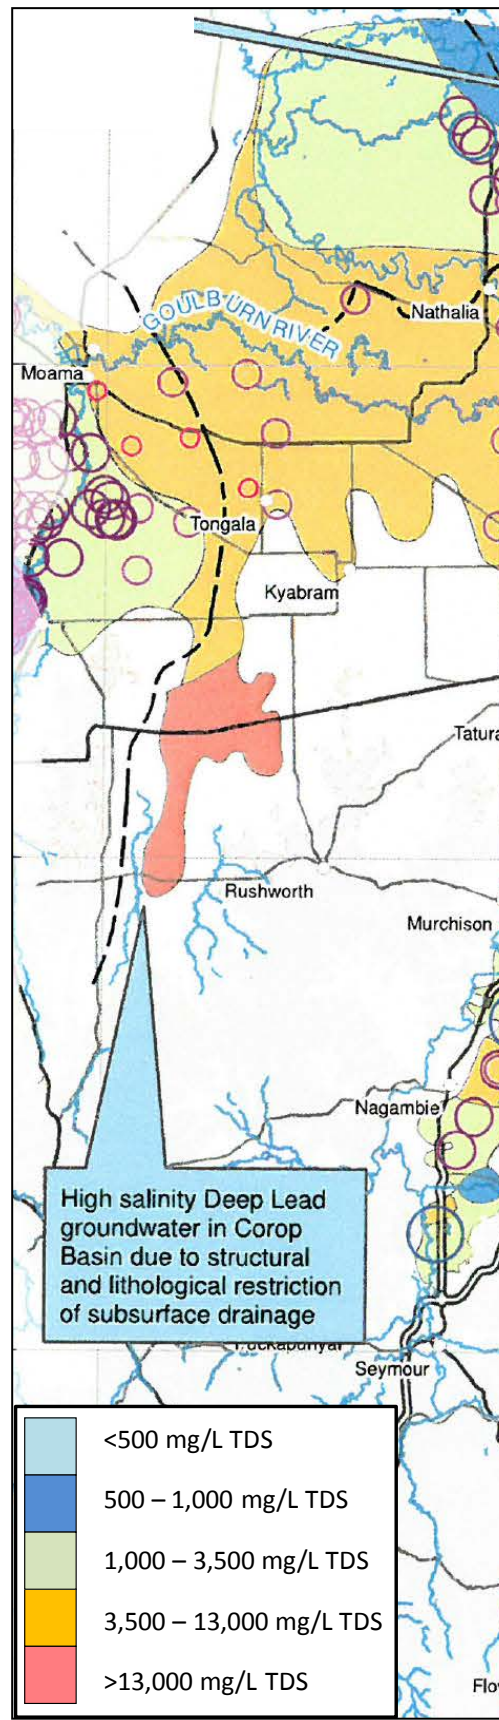 GOULBURN RIVER
Nathalia
Moama
Tongala
Kyabram
Tatura
Rushworth
Murchison
Nagambie
High salinity Deep Lead
groundwater in Corop
Basin due to structural
and lithological restriction
of subsurface drainage
Seymour
<500 mg/L TDS
500 – 1,000 mg/L TDS
1,000 – 3,500 mg/L TDS
3,500 – 13,000 mg/L TDS
>13,000 mg/L TDS
Flo